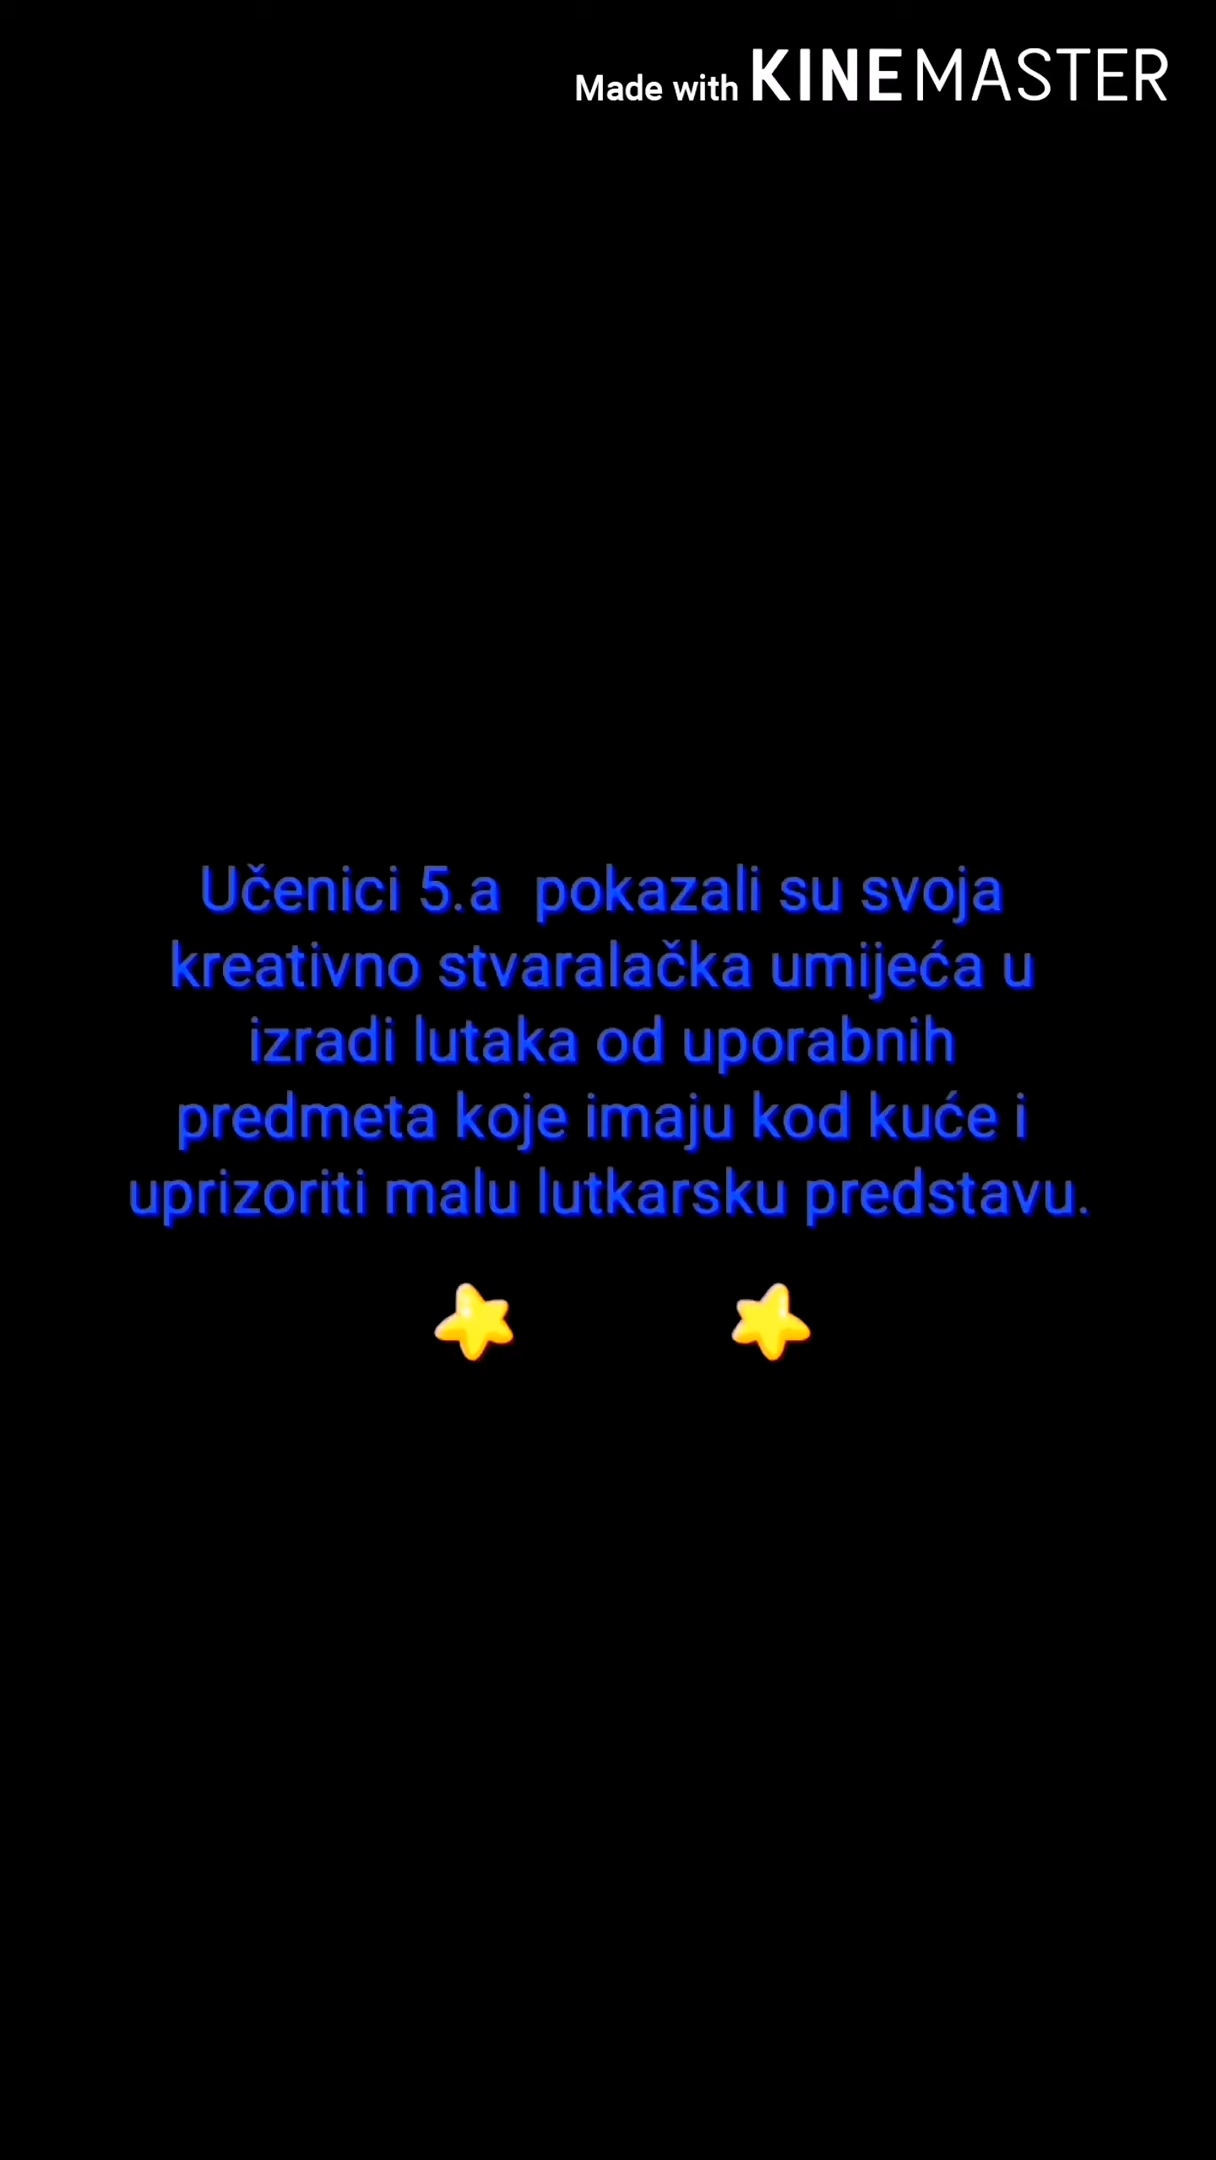 Made with KINEMASTER
Učenici 5.a pokazali su svoja
kreativno stvaralačka umijeća u
izradi lutaka od uporabnih
predmeta koje imaju kod kuće i
uprizoriti malu lutkarsku predstavu.